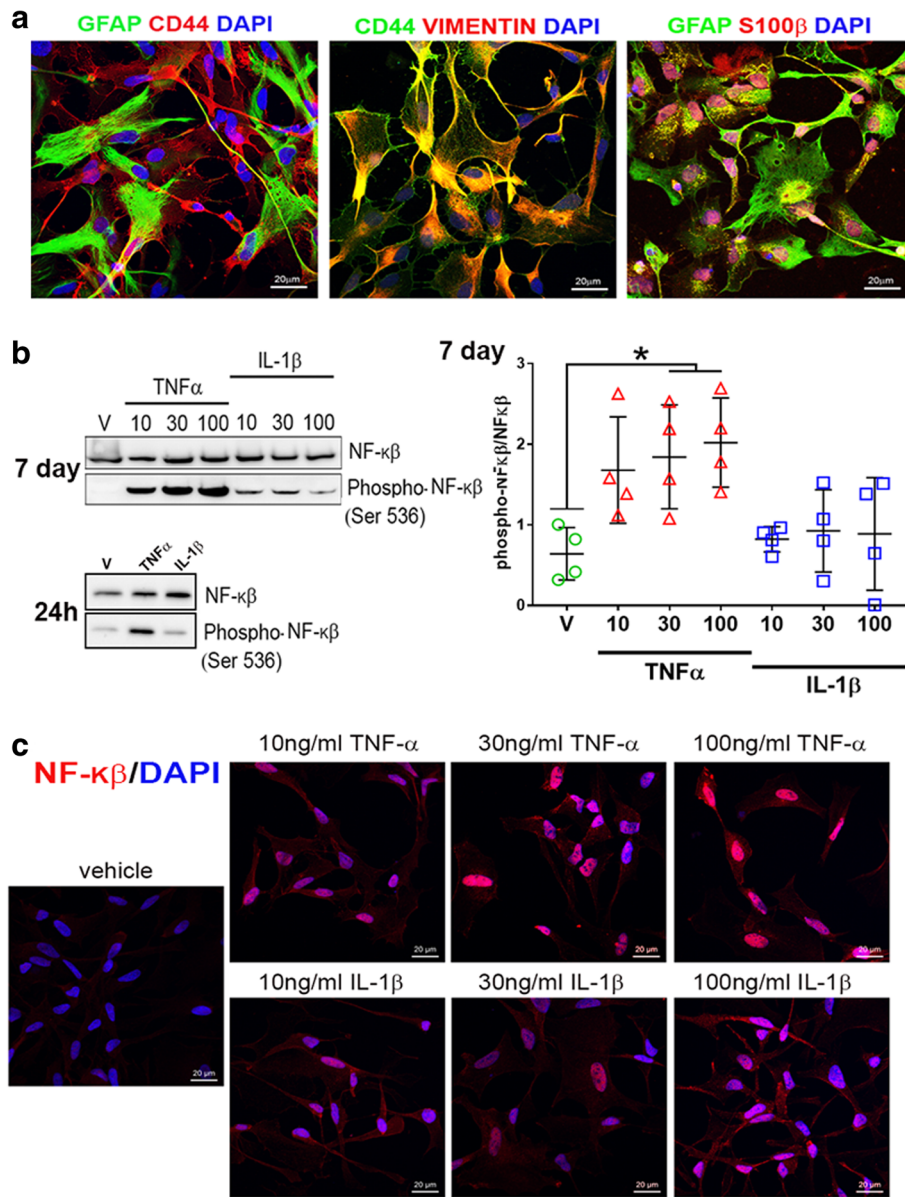 a
GFAP CD44 DAPI
CD44 VIMENTIN DAPI
GFAP S100β DAPI
20μm
20μm
20μm
b
IL-1β
TNFα
V 10 30 100 10 30 100
7 day
NF-κβ
Phospho-NF-κβ
(Ser 536)
V TNFα IL-1β
24h
NF-κβ
Phospho-NF-κβ
(Ser 536)
7 day
*
phospho-NFκβ/NFκβ
3
2
1
0
V 10 30 100 10 30 100
TNFα
IL-1β
c
NF-κβ/DAPI
vehicle
20 μm
10ng/ml TNF-α
30ng/ml TNF-α
100ng/ml TNF-α
20 μm
20 μm
20 μm
10ng/ml IL-1β
30ng/ml IL-1β
100ng/ml IL-1β
20 μm
20 μm
20 μm